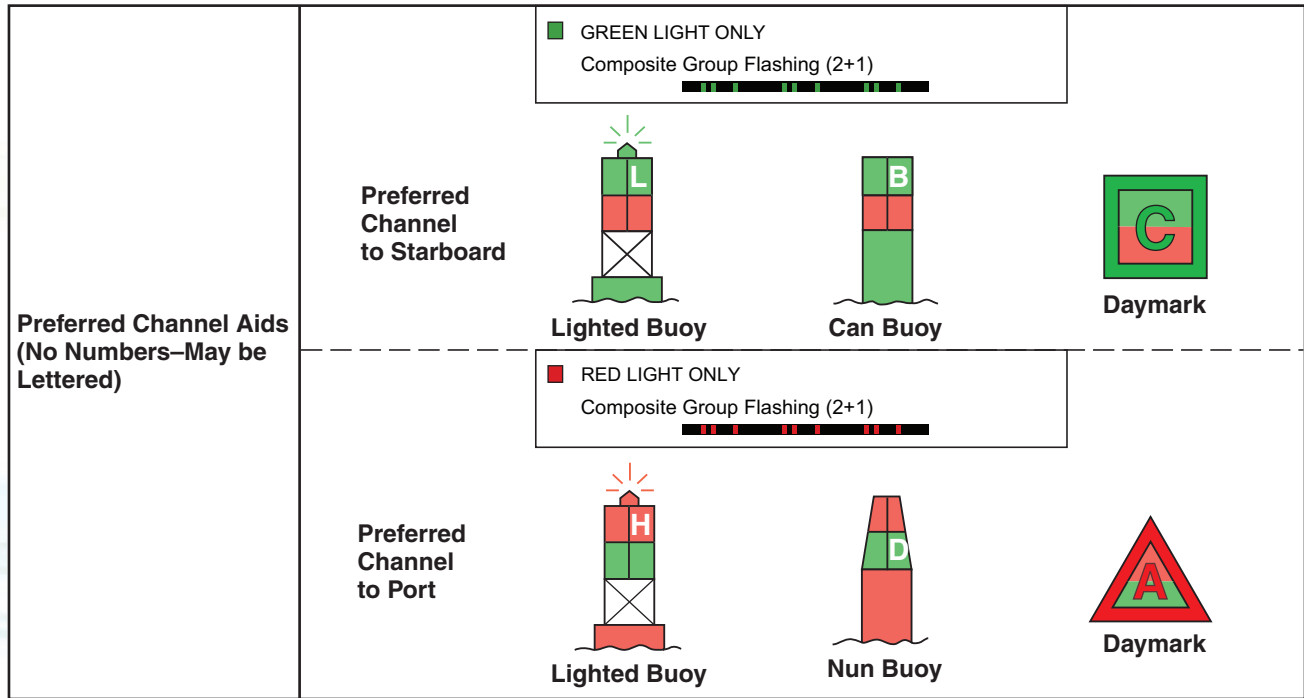 Preferred Channel Aids
(No Numbers–May be
Lettered)
GREEN LIGHT ONLY
Composite Group Flashing (2+1)
Preferred
Channel
to Starboard
L
B
C
Lighted Buoy
Can Buoy
Daymark
RED LIGHT ONLY
Composite Group Flashing (2+1)
Preferred
Channel
to Port
H
D
A
Lighted Buoy
Nun Buoy
Daymark